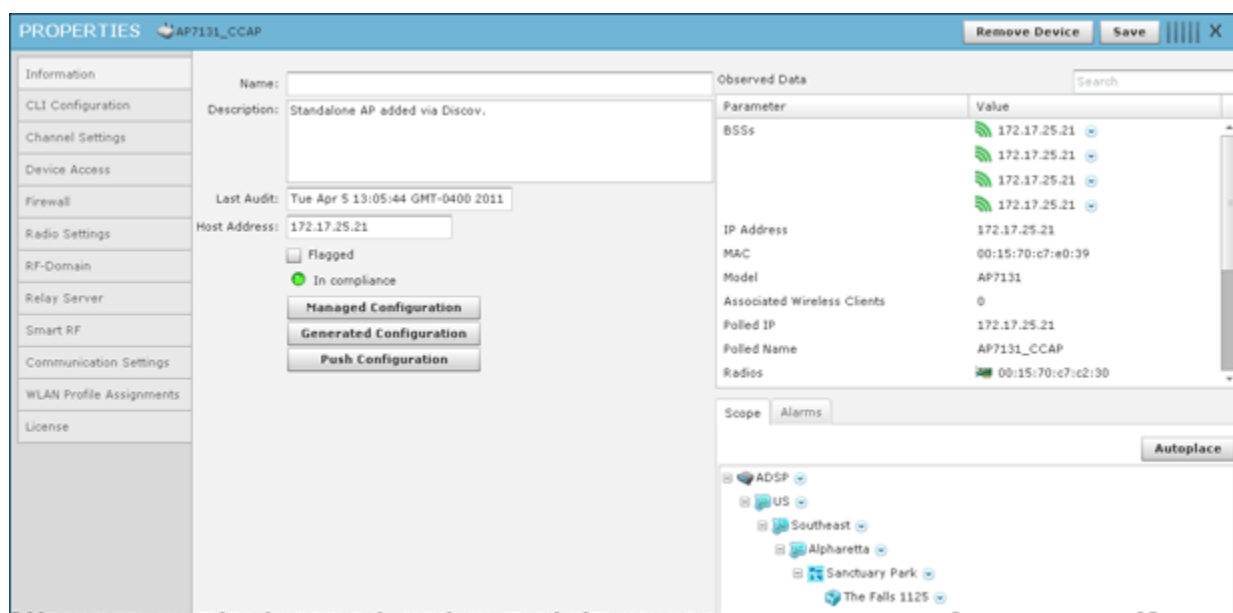 PROPERTIES AP7131_CCAP Remove Device Save X
Information
CLI Configuration
Channel Settings
Device Access
Firewall
Radio Settings
RF-Domain
Relay Server
Smart RF
Communication Settings
WLAN Profile Assignments
License
Name:
Description: Standalone AP added via Discov.
Last Audit: Tue Apr 5 13:05:44 GMT-0400 2011
Host Address: 172.17.25.21
Flagged
In compliance
Managed Configuration
Generated Configuration
Push Configuration
Observed Data Search
Parameter Value
BSSs 172.17.25.21
172.17.25.21
172.17.25.21
172.17.25.21
IP Address 172.17.25.21
MAC 00:15:70:c7:e0:39
Model AP7131
Associated Wireless Clients 0
Polled IP 172.17.25.21
Polled Name AP7131_CCAP
Radios 00:15:70:c7:c2:30
Scope Alarms
Autoplace
ADSP
US
Southeast
Alpharetta
Sanctuary Park
The Falls 1125